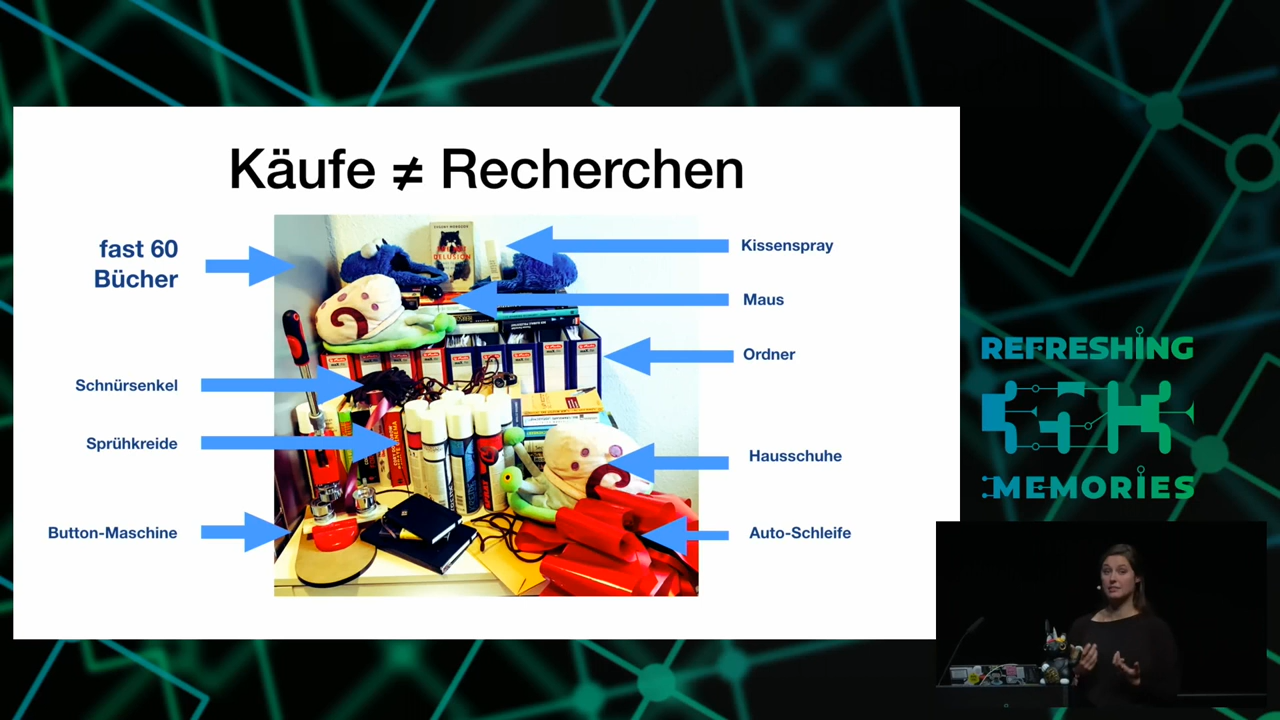 Käufe ≠ Recherchen
fast 60
Bücher
Kissenspray
Maus
Ordner
Schnürsenkel
Sprühkreide
Hausschuhe
Button-Maschine
Auto-Schleife
DELUSION
REFRESHING
MEMORIES